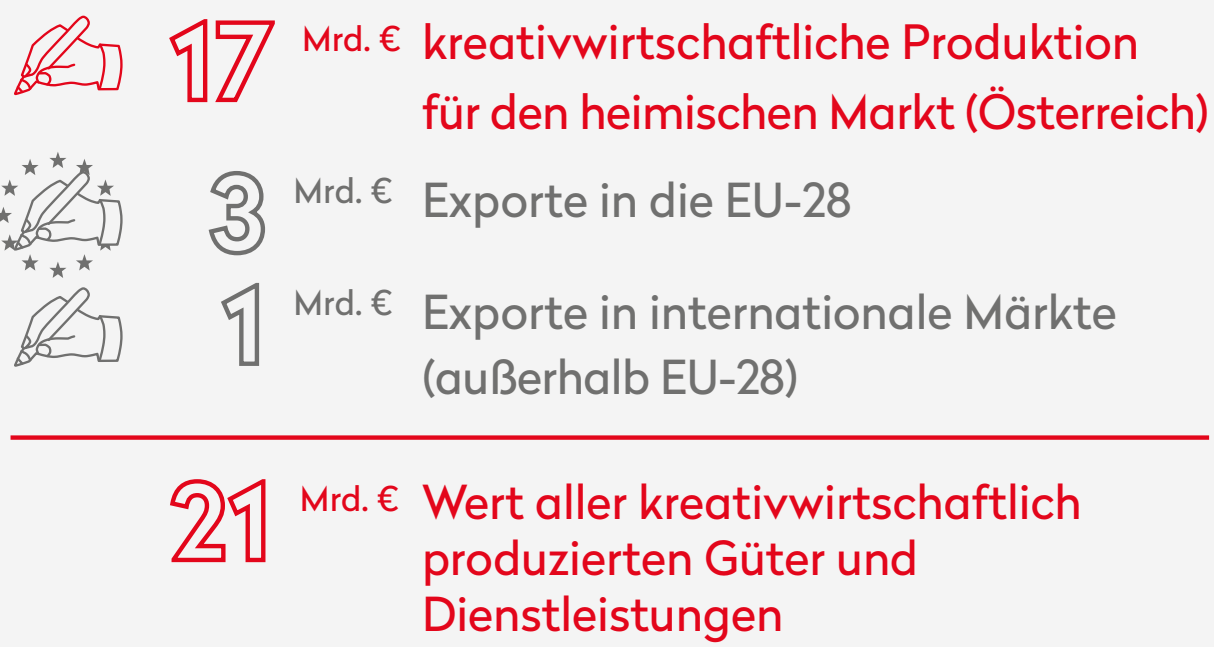 17 Mrd. € kreativwirtschaftliche Produktion
für den heimischen Markt (Österreich)
3 Mrd. € Exporte in die EU-28
1 Mrd. € Exporte in internationale Märkte
(außerhalb EU-28)
21 Mrd. € Wert aller kreativwirtschaftlich
produzierten Güter und
Dienstleistungen